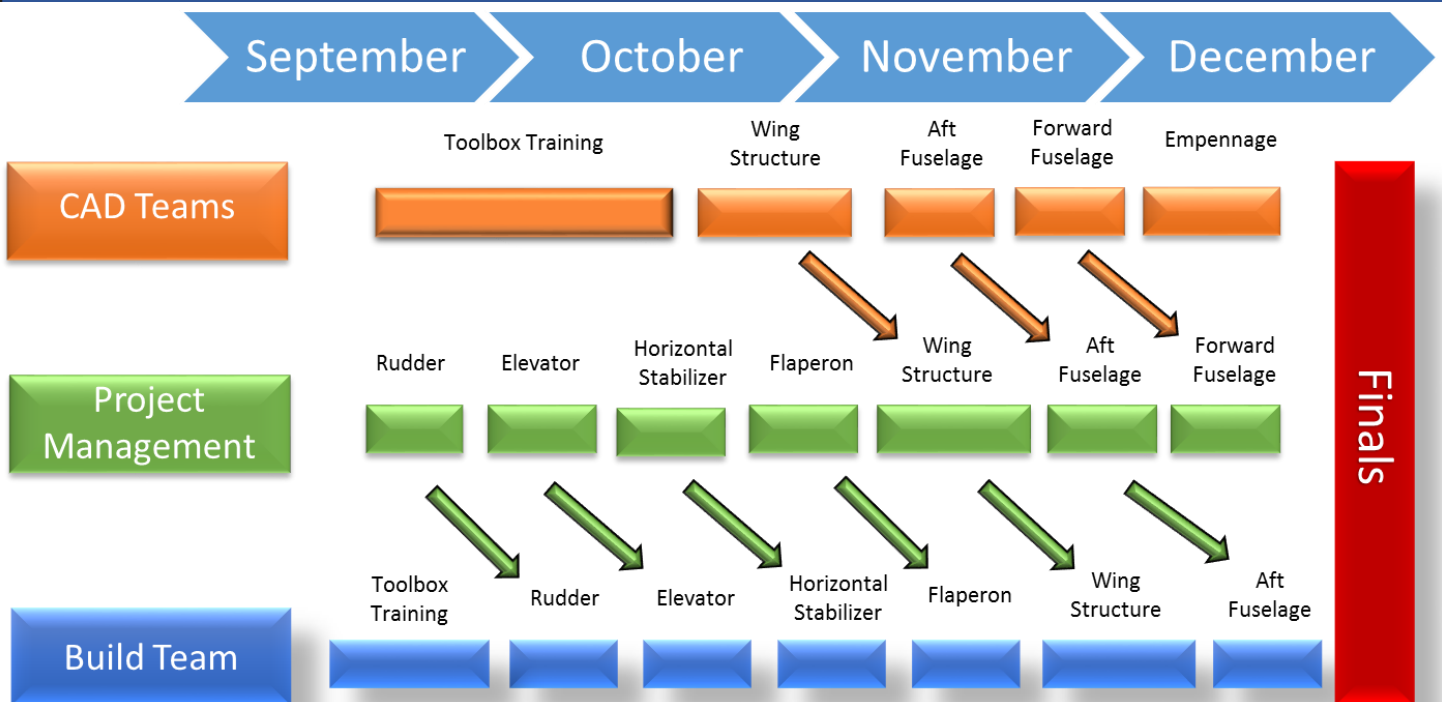 September
October
November
December
CAD Teams
Toolbox Training
Wing
Structure
Aft
Fuselage
Forward
Fuselage
Empennage
Project
Management
Rudder
Elevator
Horizontal
Stabilizer
Flaperon
Wing
Structure
Aft
Fuselage
Forward
Fuselage
Build Team
Toolbox
Training
Rudder
Elevator
Horizontal
Stabilizer
Flaperon
Wing
Structure
Aft
Fuselage
Finals